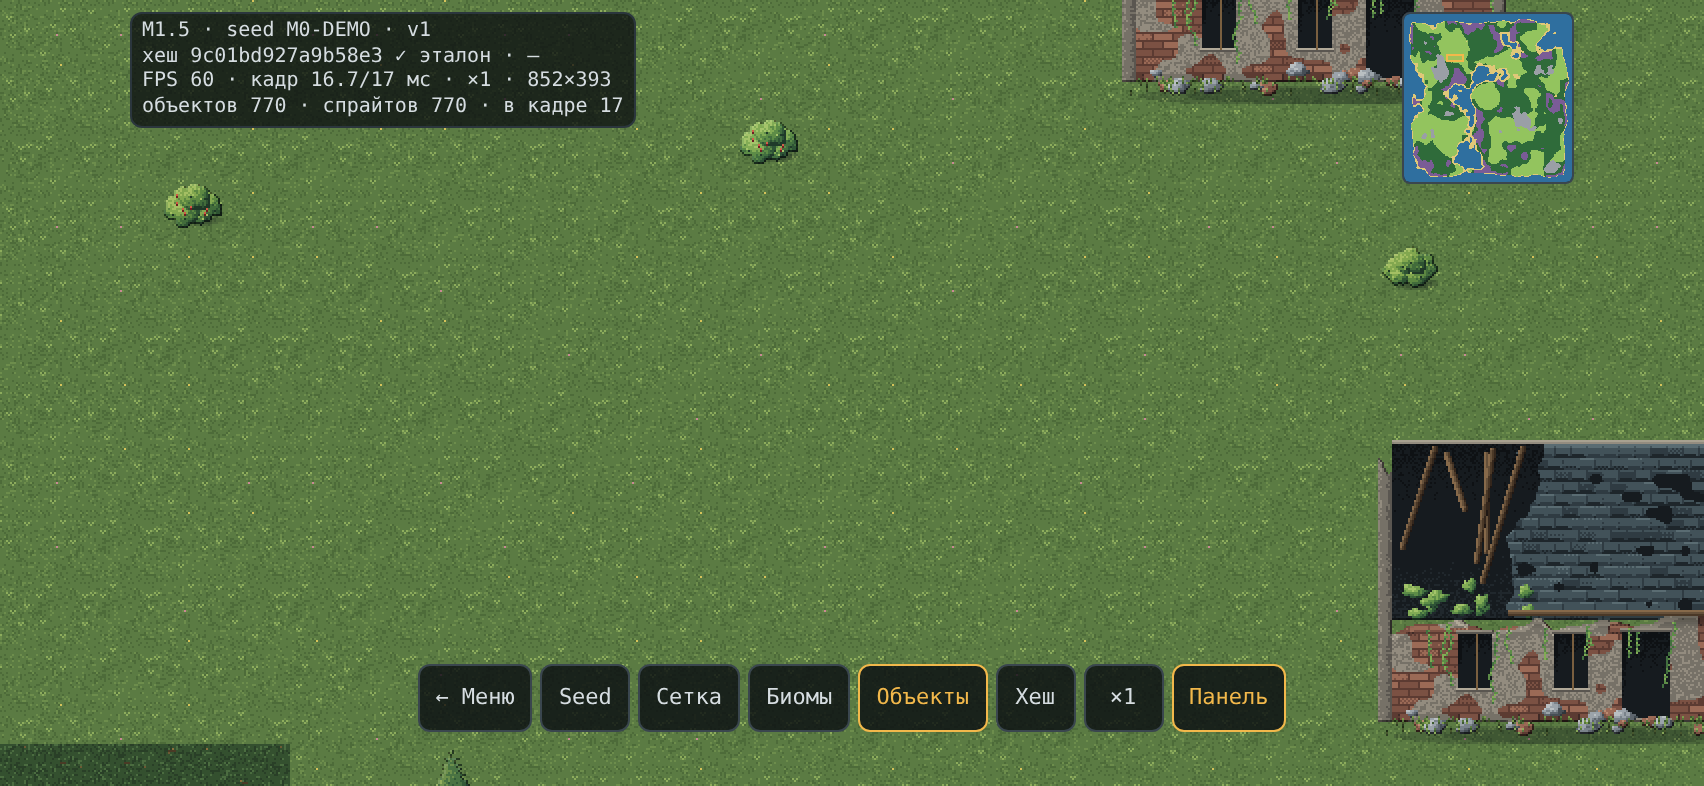 M1.5 · seed M0-DEMO · v1
хеш 9c01bd927a9b58e3 ✓ эталон · —
FPS 60 · кадр 16.7/17 мс · ×1 · 852×393
объектов 770 · спрайтов 770 · в кадре 17
← Меню
Seed
Сетка
Биомы
Объекты
Хеш
×1
Панель